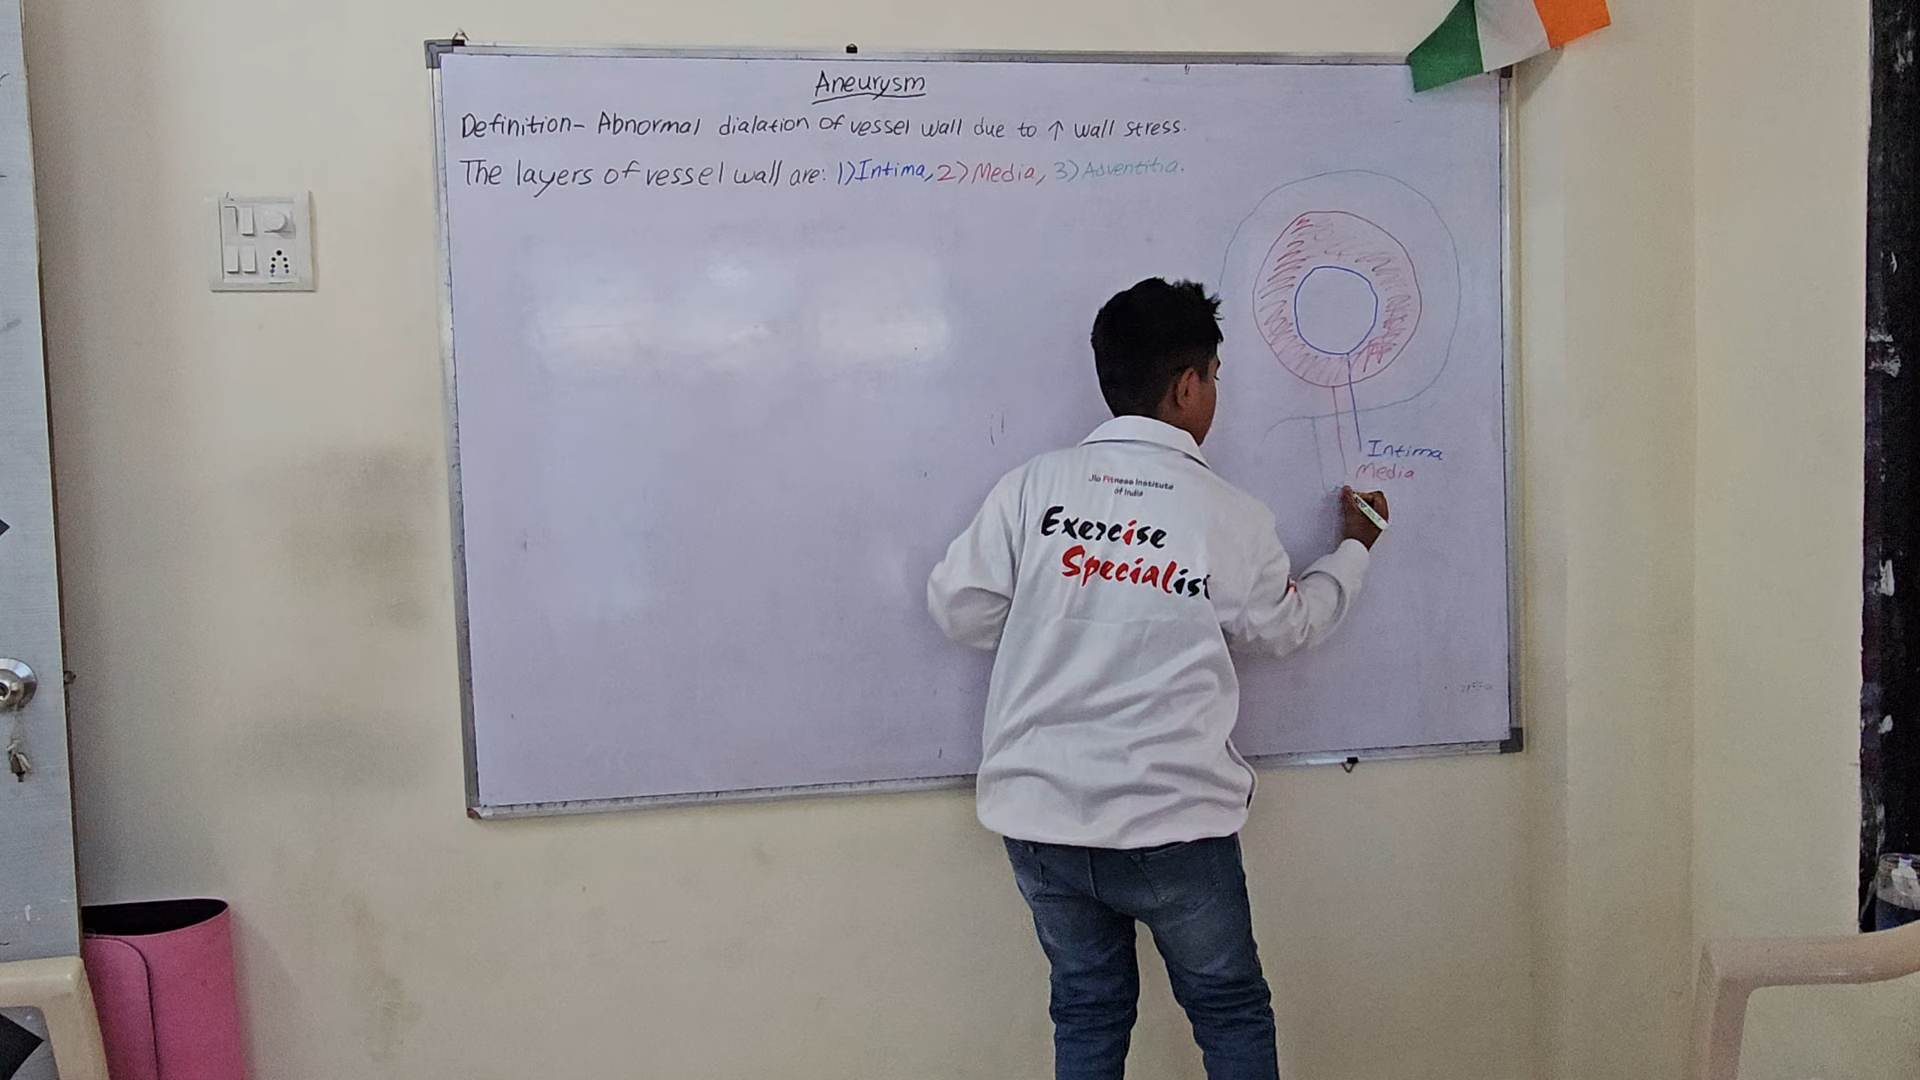 Aneurysm
Definition- Abnormal dialation of vessel wall due to ↑ wall stress.
The layers of vessel wall are: 1)Intima, 2)Media, 3)Adventitia.
Intima
Media
Jlo Fitness Institute
of India
Exercise
Specialist